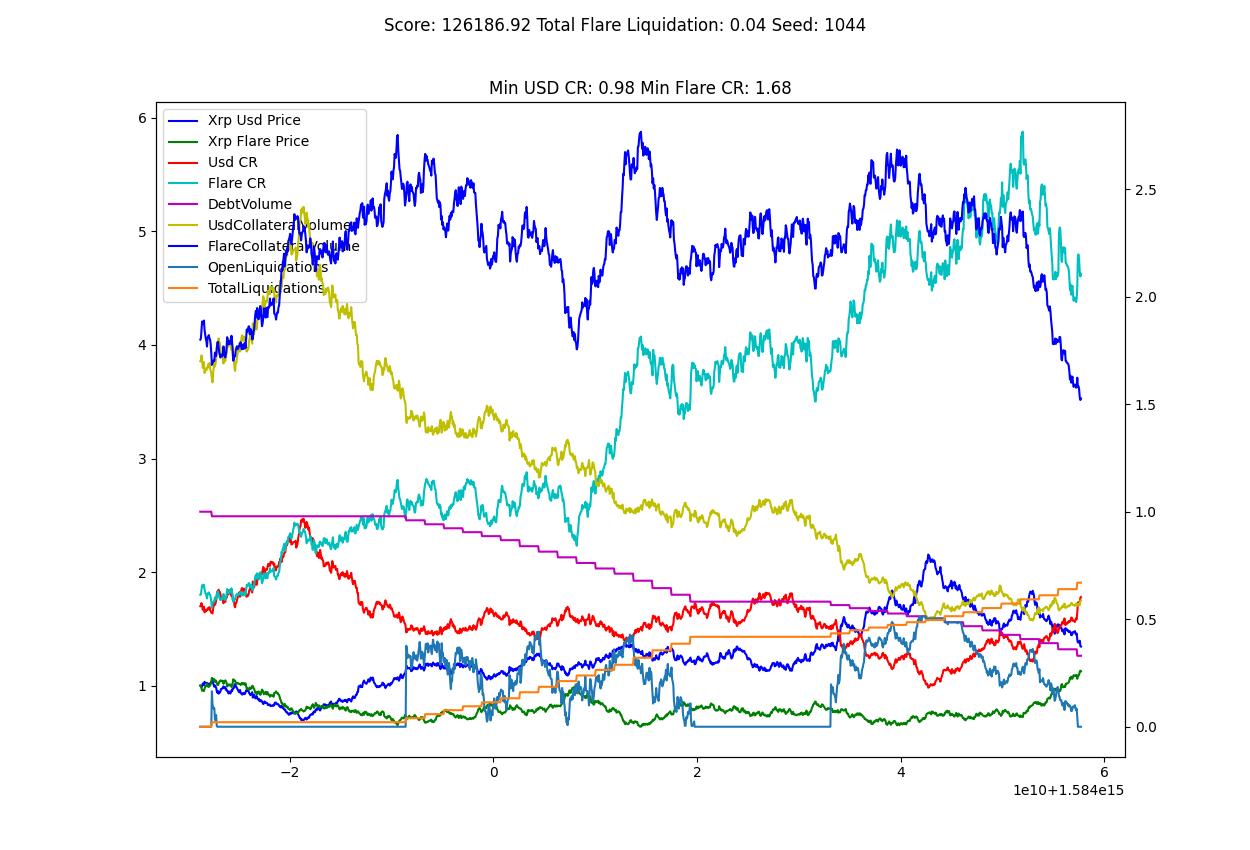 Score: 126186.92 Total Flare Liquidation: 0.04 Seed: 1044
Min USD CR: 0.98 Min Flare CR: 1.68
Xrp Usd Price
Xrp Flare Price
Usd CR
Flare CR
DebtVolume
UsdCollateralVolume
FlareCollateralVolume
OpenLiquidations
TotalLiquidations
6
5
4
3
2
1
2.5
2.0
1.5
1.0
0.5
0.0
−2
0
2
4
6
1e10+1.584e15